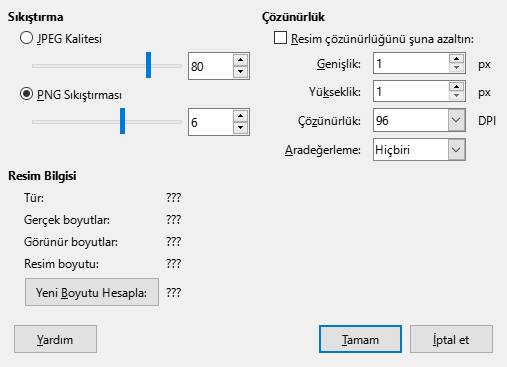 Sıkıştırma
JPEG Kalitesi
80
PNG Sıkıştırması
6
Çözünürlük
Resim çözünürlüğünü şuna azaltın:
Genişlik: 1 px
Yükseklik: 1 px
Çözünürlük: 96 DPI
Aradeğerleme: Hiçbiri
Resim Bilgisi
Tür: ???
Gerçek boyutlar: ???
Görünür boyutlar: ???
Resim boyutu: ???
Yeni Boyutu Hesapla: ???
Yardım Tamam İptal et